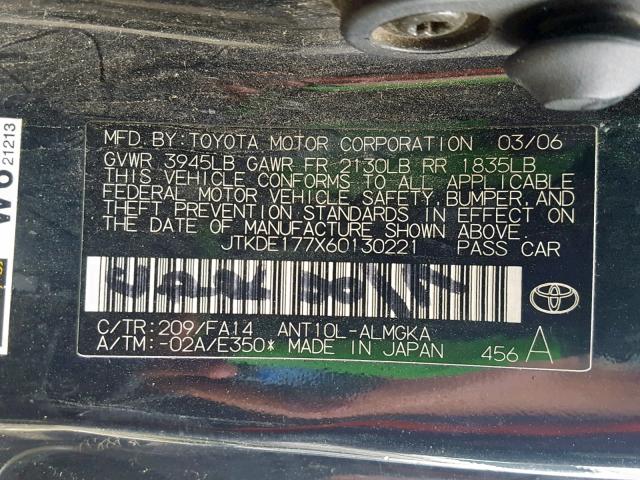 MFD. BY: TOYOTA MOTOR CORPORATION 03/06
GVWR 3945LB GAWR FR 2130LB RR 1835LB
THIS VEHICLE CONFORMS TO ALL APPLICABLE
FEDERAL MOTOR VEHICLE SAFETY, BUMPER, AND
THEFT PREVENTION STANDARDS IN EFFECT ON
THE DATE OF MANUFACTURE SHOWN ABOVE.
JTKDE177X60130221 PASS CAR
C/TR: 209/FA14 ANT10L-ALMGKA
A/TM: -02A/E350* MADE IN JAPAN 456 A
21213